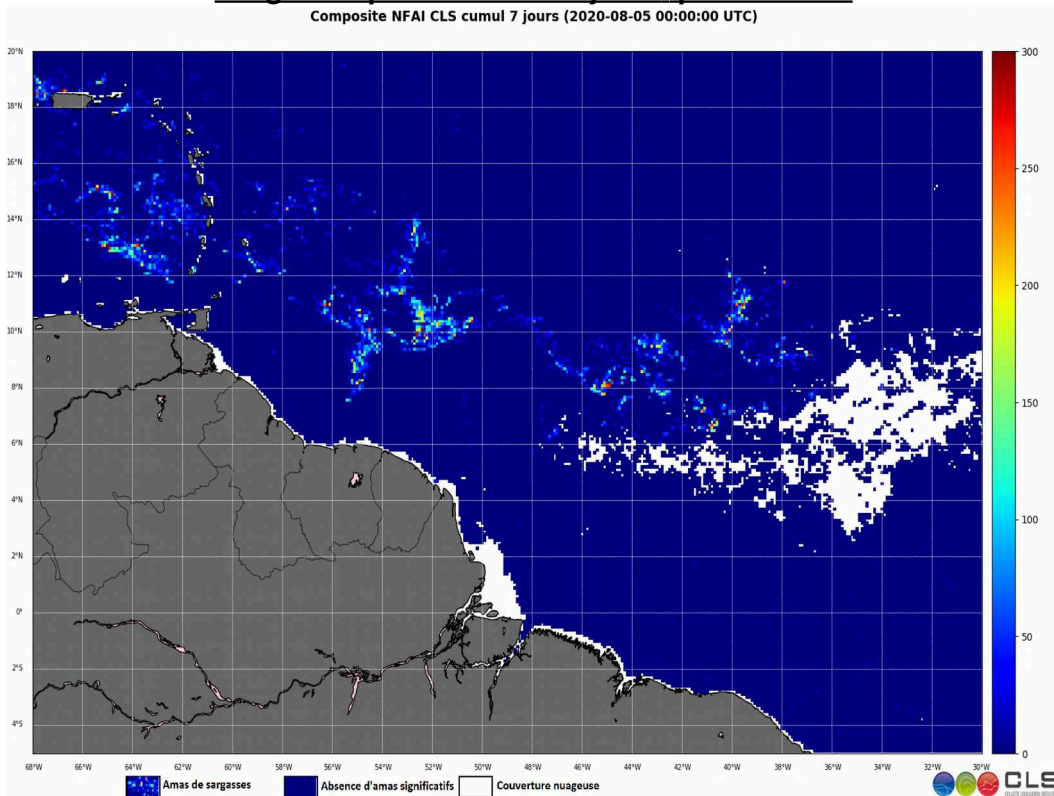 Composite NFAI CLS cumul 7 jours (2020-08-05 00:00:00 UTC)
20°N
18°N
16°N
14°N
12°N
10°N
8°N
6°N
4°N
2°N
0°
2°S
4°S
68°W 66°W 64°W 62°W 60°W 58°W 56°W 54°W 52°W 50°W 48°W 46°W 44°W 42°W 40°W 38°W 36°W 34°W 32°W 30°W
300
250
200
150
100
50
0
Amas de sargasses Absence d'amas significatifs Couverture nuageuse
CLS